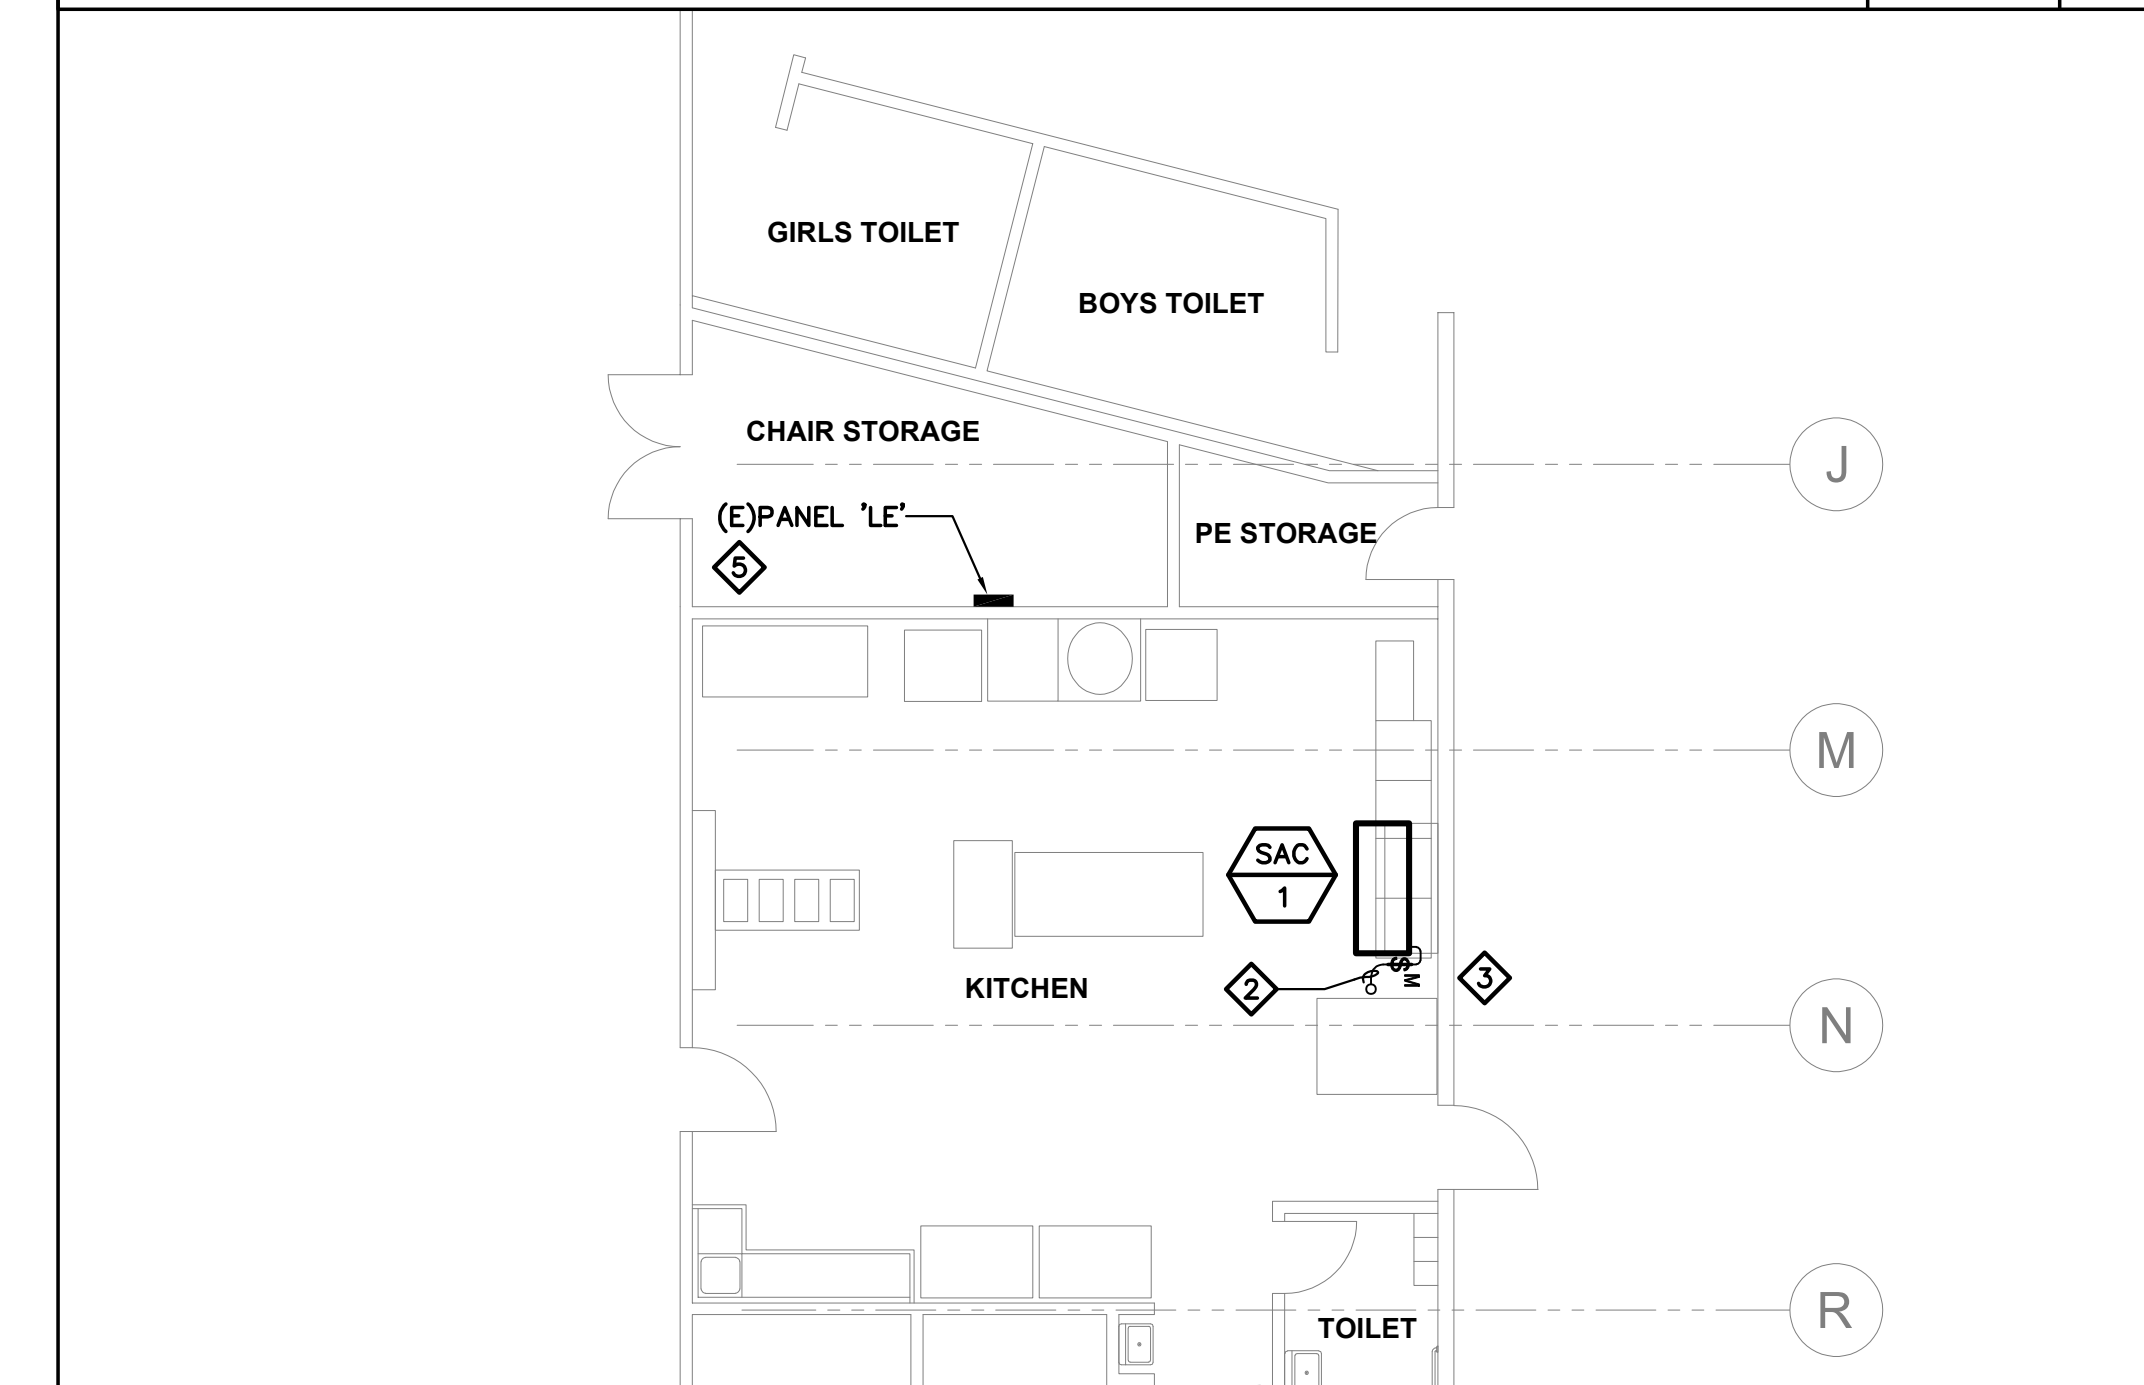 GIRLS TOILET
BOYS TOILET
CHAIR STORAGE
J
(E)PANEL 'LE'
PE STORAGE
5
M
SAC
1
KITCHEN
2
$ M
3
N
R
TOILET